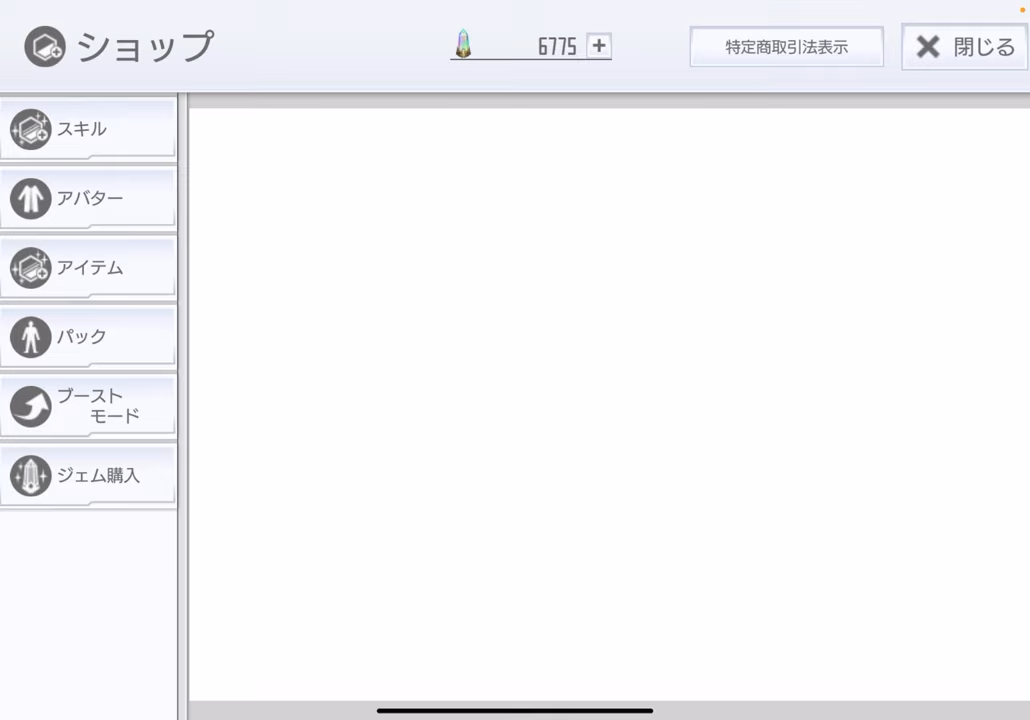 ショップ
6775
特定商取引法表示
閉じる
スキル
アバター
アイテム
パック
ブースト
モード
ジェム購入